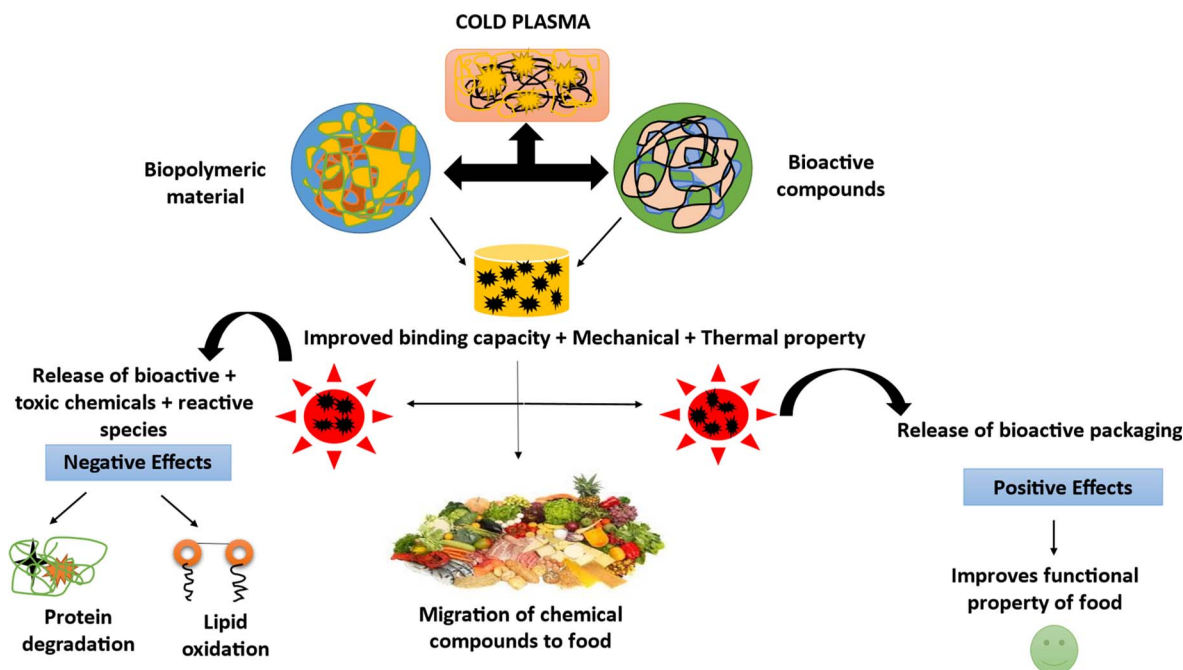 COLD PLASMA
Biopolymeric
material
Bioactive
compounds
Improved binding capacity + Mechanical + Thermal property
Release of bioactive +
toxic chemicals + reactive
species
Negative Effects
Protein
degradation
Lipid
oxidation
Migration of chemical
compounds to food
Release of bioactive packaging
Positive Effects
Improves functional
property of food